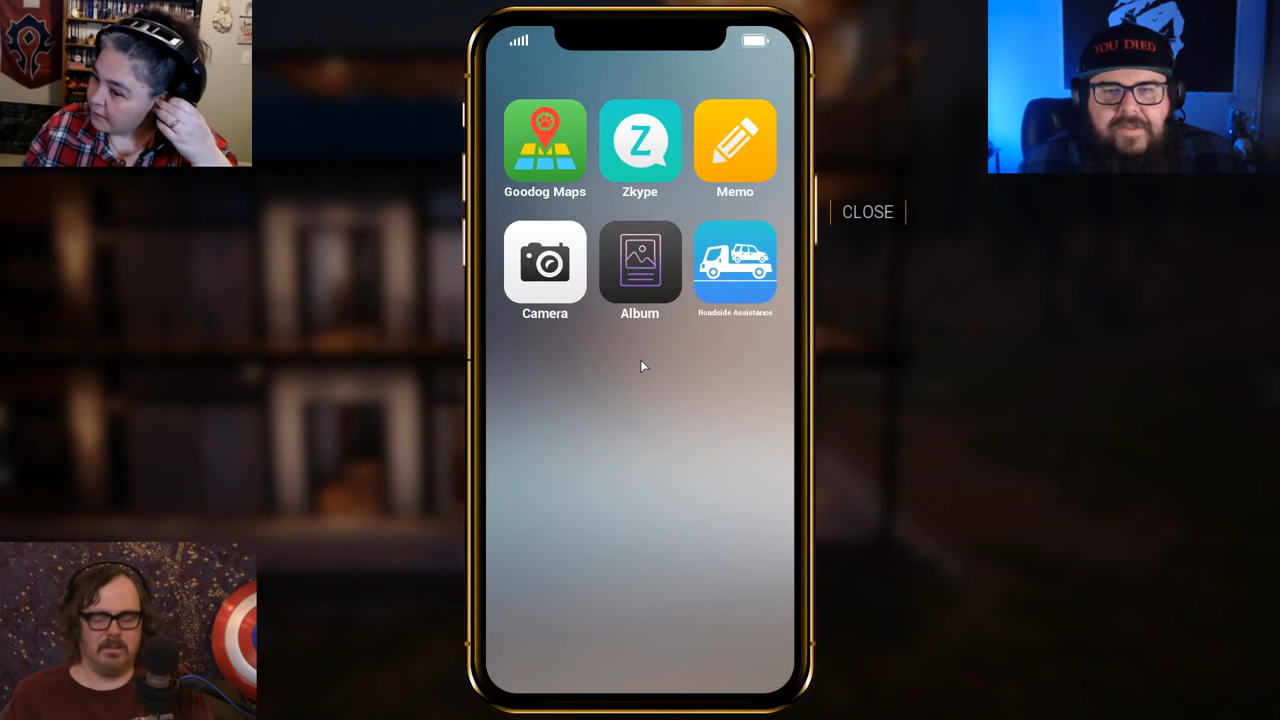 YOU DIED
Z
Goodog Maps
Zkype
Memo
CLOSE
Camera
Album
Roadside Assistance